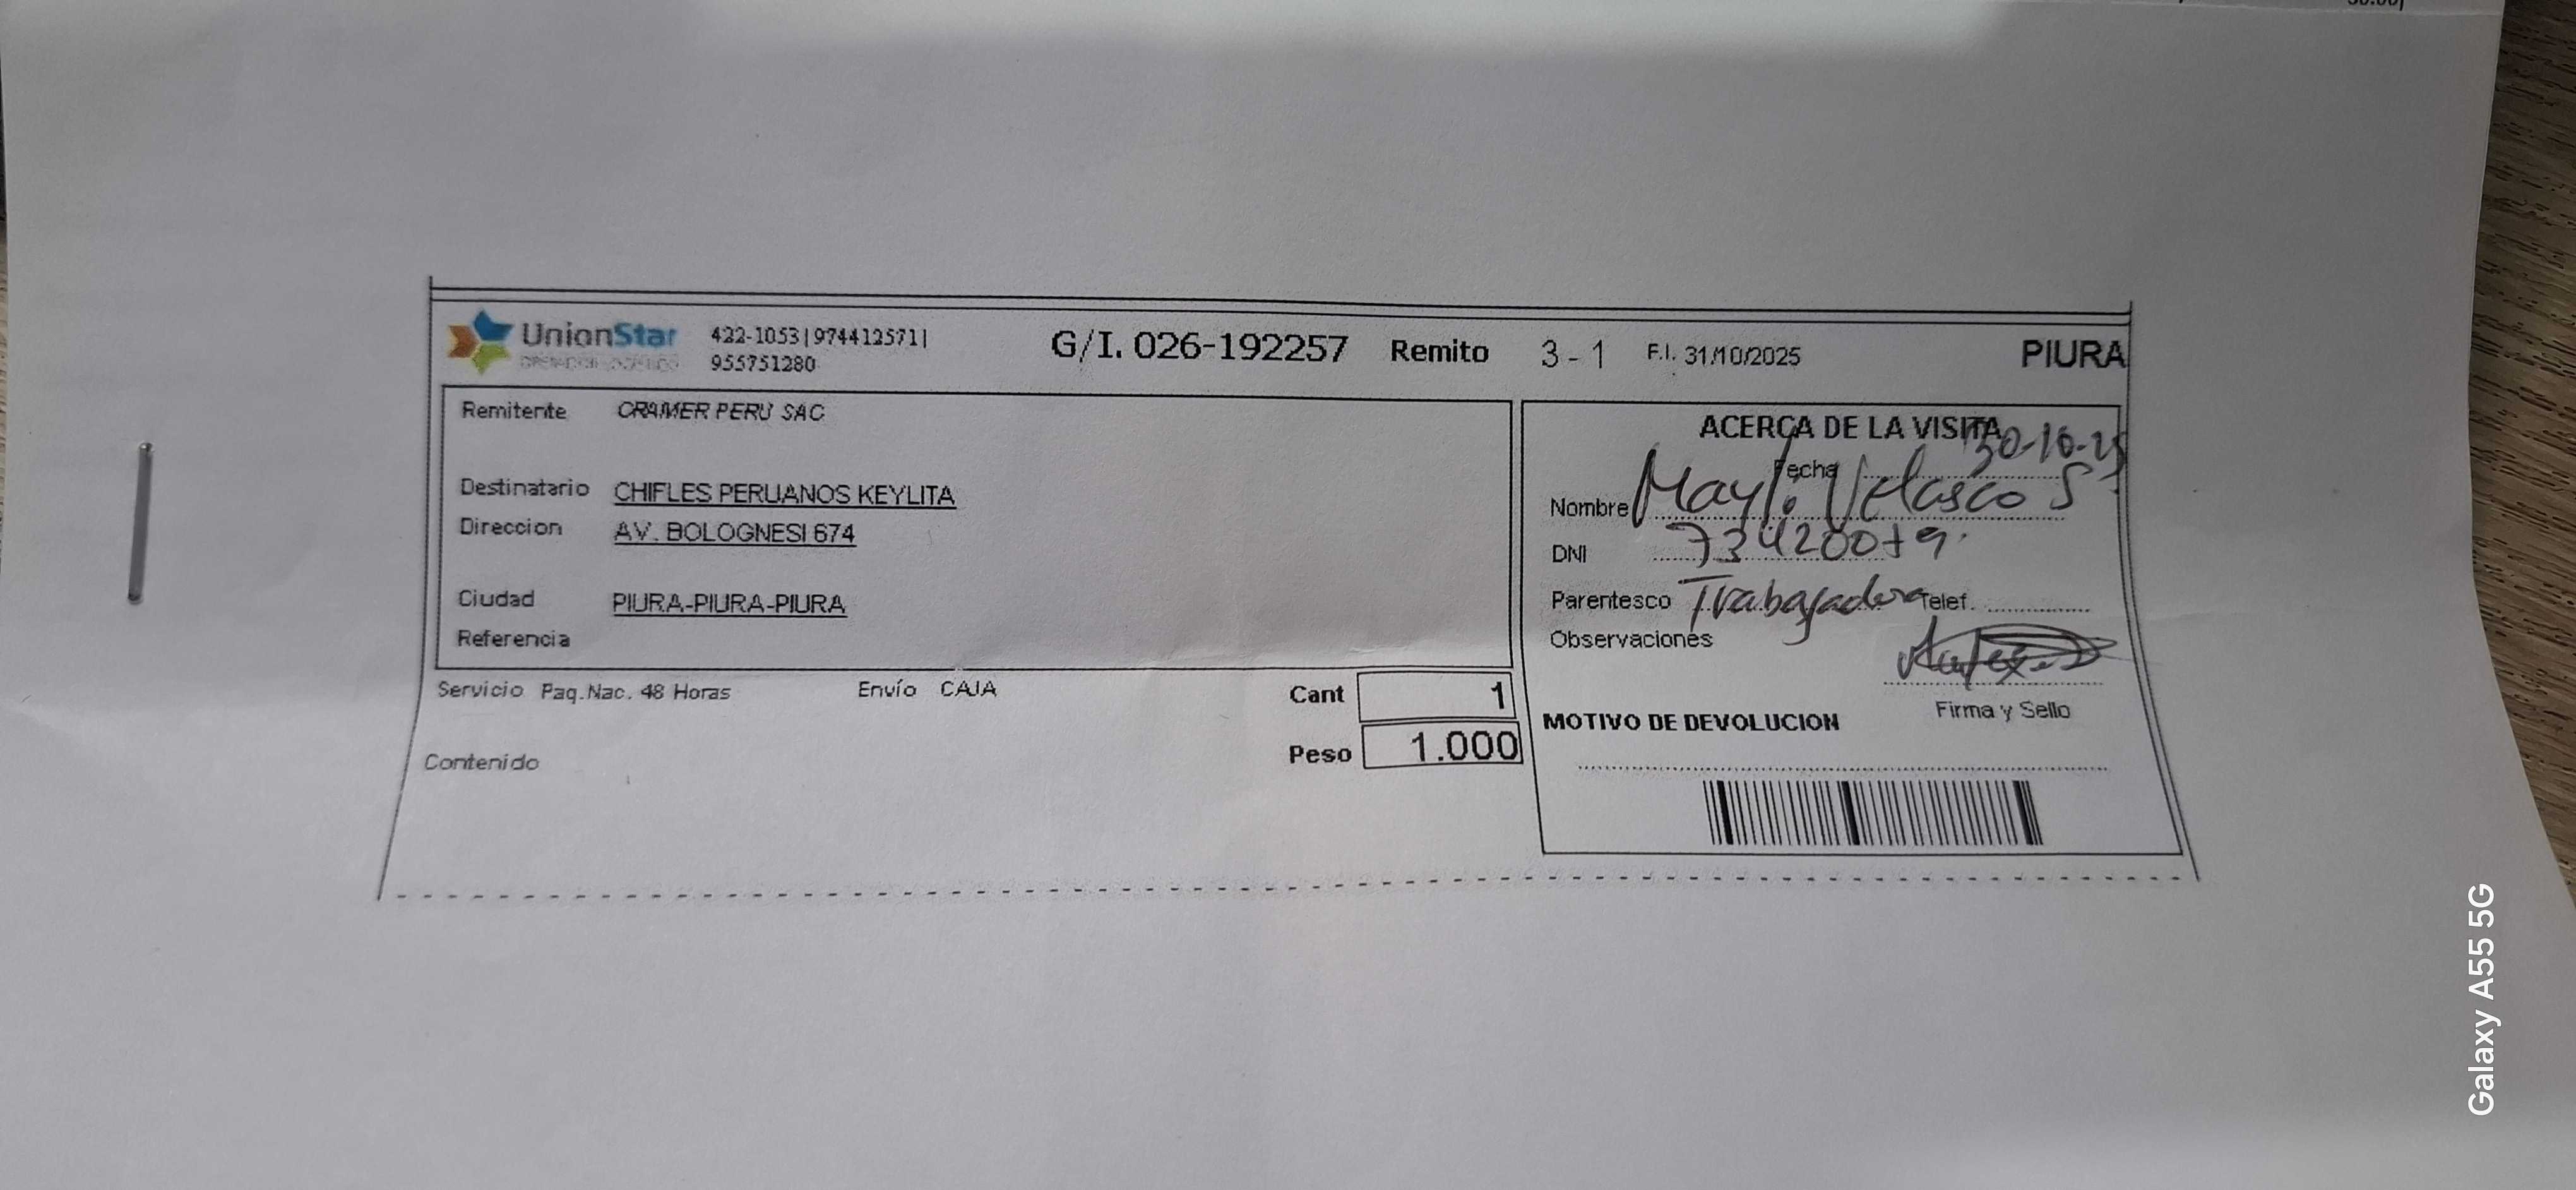 UnionStar 422-1053|974412571| G/I. 026-192257 Remito 3 - 1 F.I. 31/10/2025 PIURA
955751280
Remitente CRAMER PERU SAC
Destinatario CHIFLES PERUANOS KEYLITA
Direccion AV. BOLOGNESI 674
Ciudad PIURA-PIURA-PIURA
Referencia
Servicio Paq.Nac. 48 Horas Envío CAJA Cant 1
Contenido Peso 1.000
ACERCA DE LA VISITA
Fecha 30-10-25
Nombre Mayli Velasco S
DNI 73420079
Parentesco Trabajadora Telef.
Observaciones
Firma y Sello
MOTIVO DE DEVOLUCION
Galaxy A55 5G